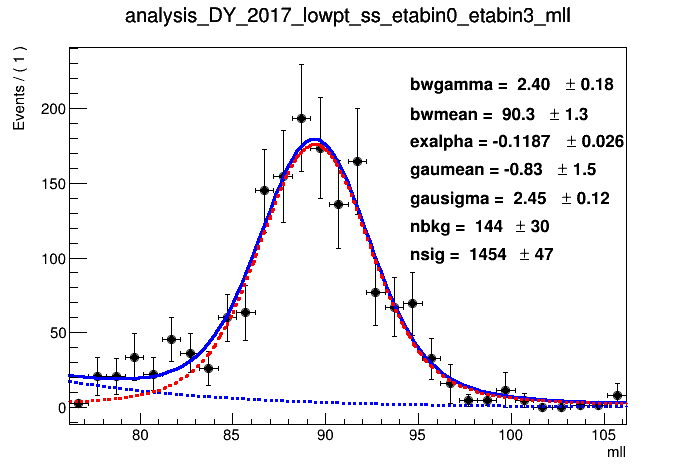 analysis_DY_2017_lowpt_ss_etabin0_etabin3_mll
Events / ( 1 )
200
150
100
50
0
bwgamma = 2.40 ± 0.18
bwmean = 90.3 ± 1.3
exalpha = -0.1187 ± 0.026
gaumean = -0.83 ± 1.5
gausigma = 2.45 ± 0.12
nbkg = 144 ± 30
nsig = 1454 ± 47
80 85 90 95 100 105
mll